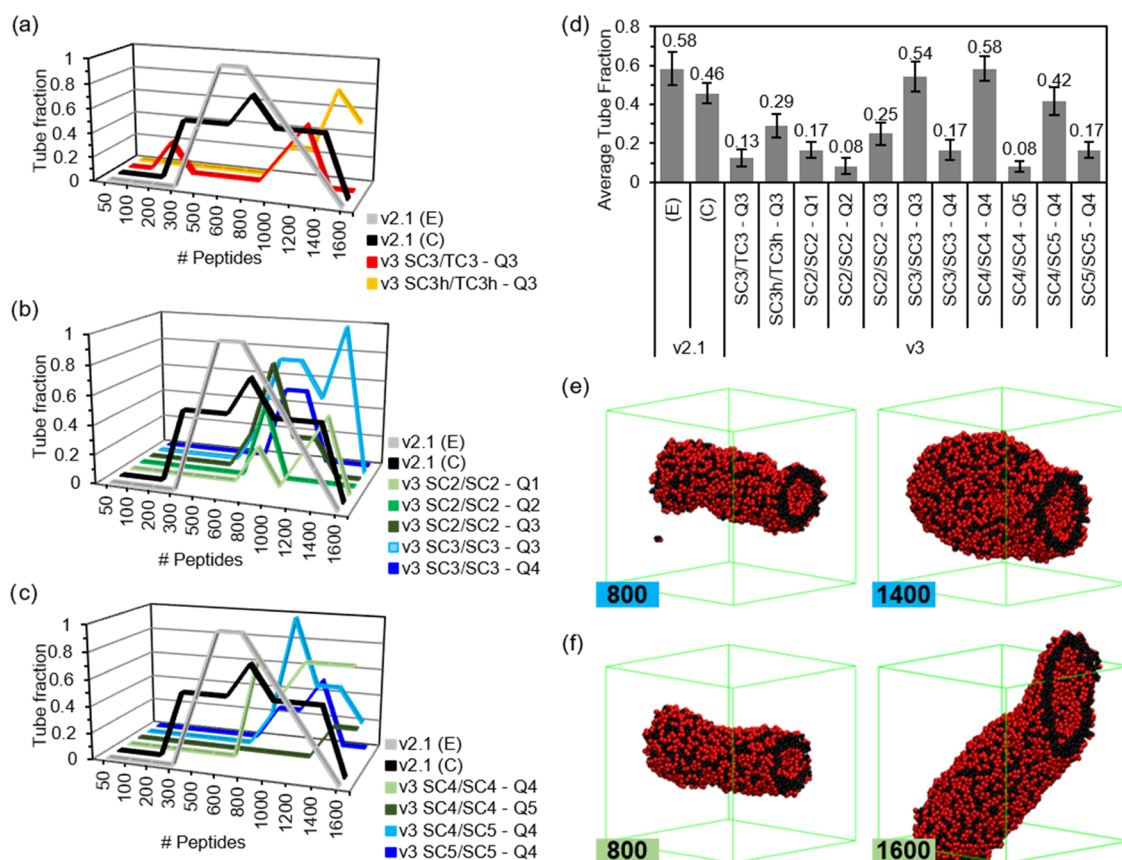 (a)
1
0.8
0.6
0.4
0.2
0
Tube fraction
50
100
200
300
400
600
800
1000
1200
1400
1600
# Peptides
v2.1 (E)
v2.1 (C)
v3 SC3/TC3 - Q3
v3 SC3h/TC3h - Q3
(b)
1
0.8
0.6
0.4
0.2
0
Tube fraction
50
100
200
300
400
600
800
1000
1200
1400
1600
# Peptides
v2.1 (E)
v2.1 (C)
v3 SC2/SC2 - Q1
v3 SC2/SC2 - Q2
v3 SC2/SC2 - Q3
v3 SC3/SC3 - Q3
v3 SC3/SC3 - Q4
(c)
1
0.8
0.6
0.4
0.2
0
Tube fraction
50
100
200
300
400
600
800
1000
1200
1400
1600
# Peptides
v2.1 (E)
v2.1 (C)
v3 SC4/SC4 - Q4
v3 SC4/SC4 - Q5
v3 SC4/SC5 - Q4
v3 SC5/SC5 - Q4
(d)
Average Tube Fraction
0.8
0.6
0.4
0.2
0
0.58
0.46
0.13
0.29
0.17
0.08
0.25
0.54
0.17
0.58
0.08
0.42
0.17
(E)
(C)
SC3/TC3 - Q3
SC3h/TC3h - Q3
SC2/SC2 - Q1
SC2/SC2 - Q2
SC2/SC2 - Q3
SC3/SC3 - Q3
SC3/SC3 - Q4
SC4/SC4 - Q4
SC4/SC4 - Q5
SC4/SC5 - Q4
SC5/SC5 - Q4
v2.1
v3
(e)
800
1400
(f)
800
1600